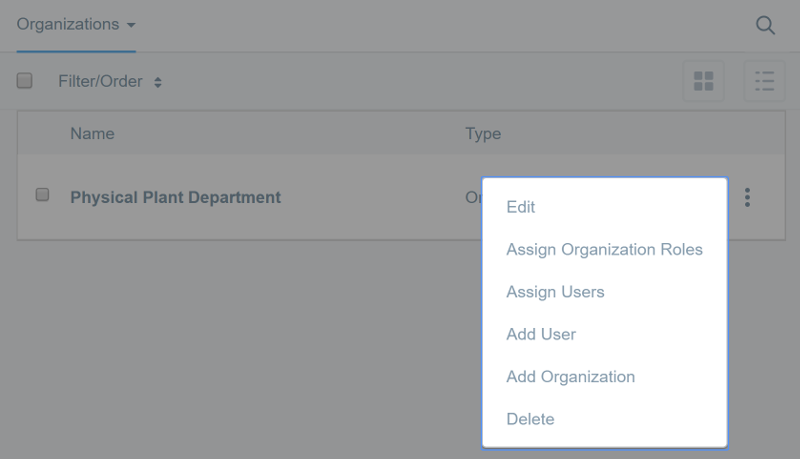 Organizations
Filter/Order
Name Type
Physical Plant Department
Edit
Assign Organization Roles
Assign Users
Add User
Add Organization
Delete